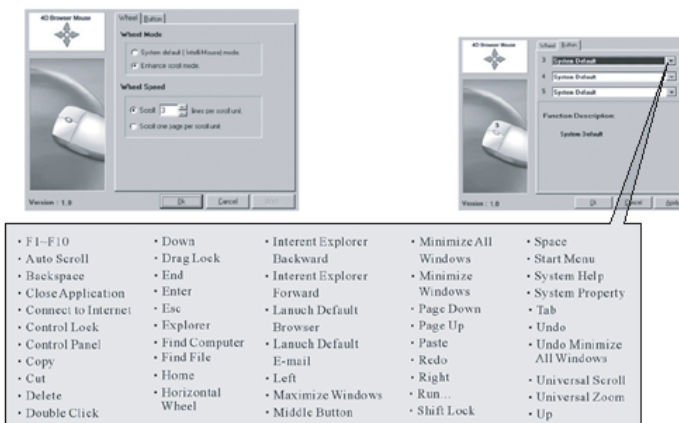 4D Browser Mouse
Version : 1.0
Wheel
Button
Wheel Mode
System default ( Intelli Mouse) mode.
Enhance scroll mode.
Wheel Speed
Scroll 3 lines per scroll unit.
Scroll one page per scroll unit
Ok
Cancel
4D Browser Mouse
3
Version : 1.0
Wheel
Button
3 System Default
4 System Default
5 System Default
Function Description
System Default
Ok
Cancel
Apply
• F1~F10
• Auto Scroll
• Backspace
• Close Application
• Connect to Internet
• Control Lock
• Control Panel
• Copy
• Cut
• Delete
• Double Click
• Down
• Drag Lock
• End
• Enter
• Esc
• Explorer
• Find Computer
• Find File
• Home
• Horizontal
Wheel
• Interent Explorer
Backward
• Interent Explorer
Forward
• Lanuch Default
Browser
• Lanuch Default
E-mail
• Left
• Maximize Windows
• Middle Button
• Minimize All
Windows
• Minimize
Windows
• Page Down
• Page Up
• Paste
• Redo
• Right
• Run...
• Shift Lock
• Space
• Start Menu
• System Help
• System Property
• Tab
• Undo
• Undo Minimize
All Windows
• Universal Scroll
• Universal Zoom
• Up